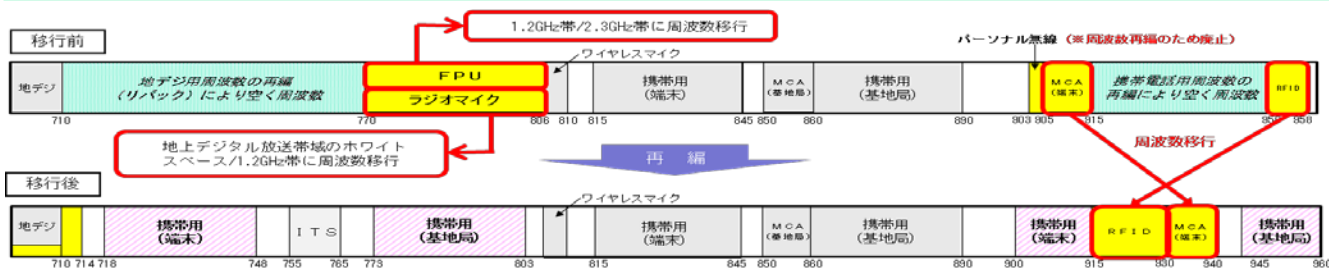 1.2GHz帯/2.3GHz帯に周波数移行
移行前
パーソナル無線（※周波数再編のため廃止）
ワイヤレスマイク
地デジ
地デジ用周波数の再編
（リパック）により空く周波数
FPU
ラジオマイク
携帯用
（端末）
MCA
（基地局）
携帯用
（基地局）
MCA
（端末）
携帯電話用周波数の
再編により空く周波数
RFID
710
770
806
810
815
845
850
860
890
903
805
915
958
地上デジタル放送帯域のホワイト
スペース/1.2GHz帯に周波数移行
再 編
周波数移行
移行後
ワイヤレスマイク
地デジ
携帯用
（端末）
ITS
携帯用
（基地局）
携帯用
（端末）
MCA
（基地局）
携帯用
（基地局）
携帯用
（端末）
RFID
MCA
（端末）
携帯用
（基地局）
710
714
718
748
755
765
773
803
815
845
850
860
890
900
915
930
940
945
960